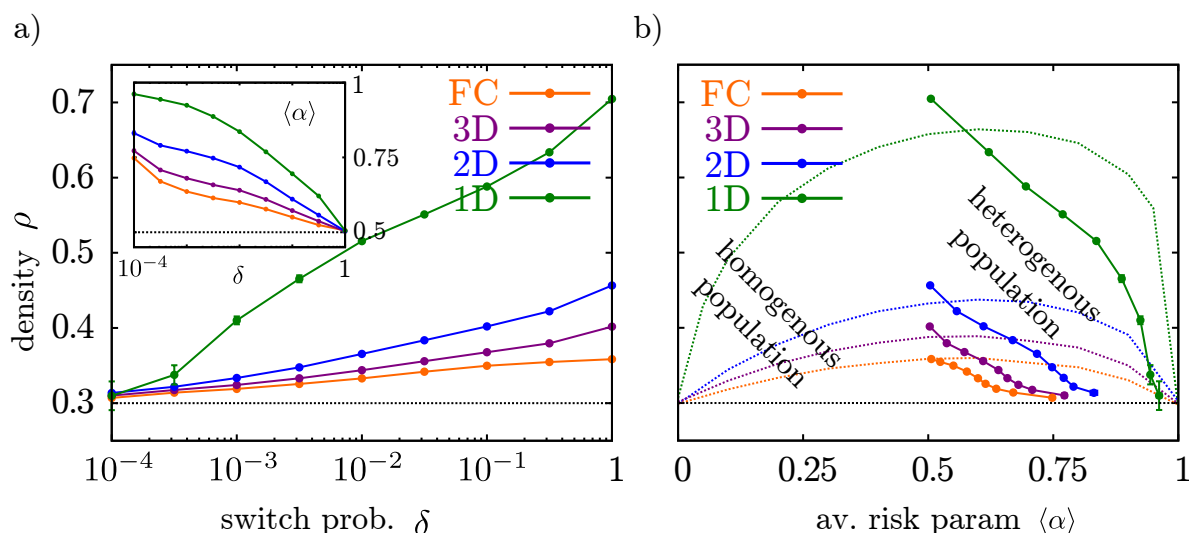 a)
b)
density ρ
0.7
0.6
0.5
0.4
0.3
10⁻⁴
10⁻³
10⁻²
10⁻¹
1
switch prob. δ
FC
3D
2D
1D
⟨α⟩
1
0.75
0.5
10⁻⁴
δ
1
FC
3D
2D
1D
homogenous
population
heterogenous
population
0
0.25
0.5
0.75
1
av. risk param ⟨α⟩